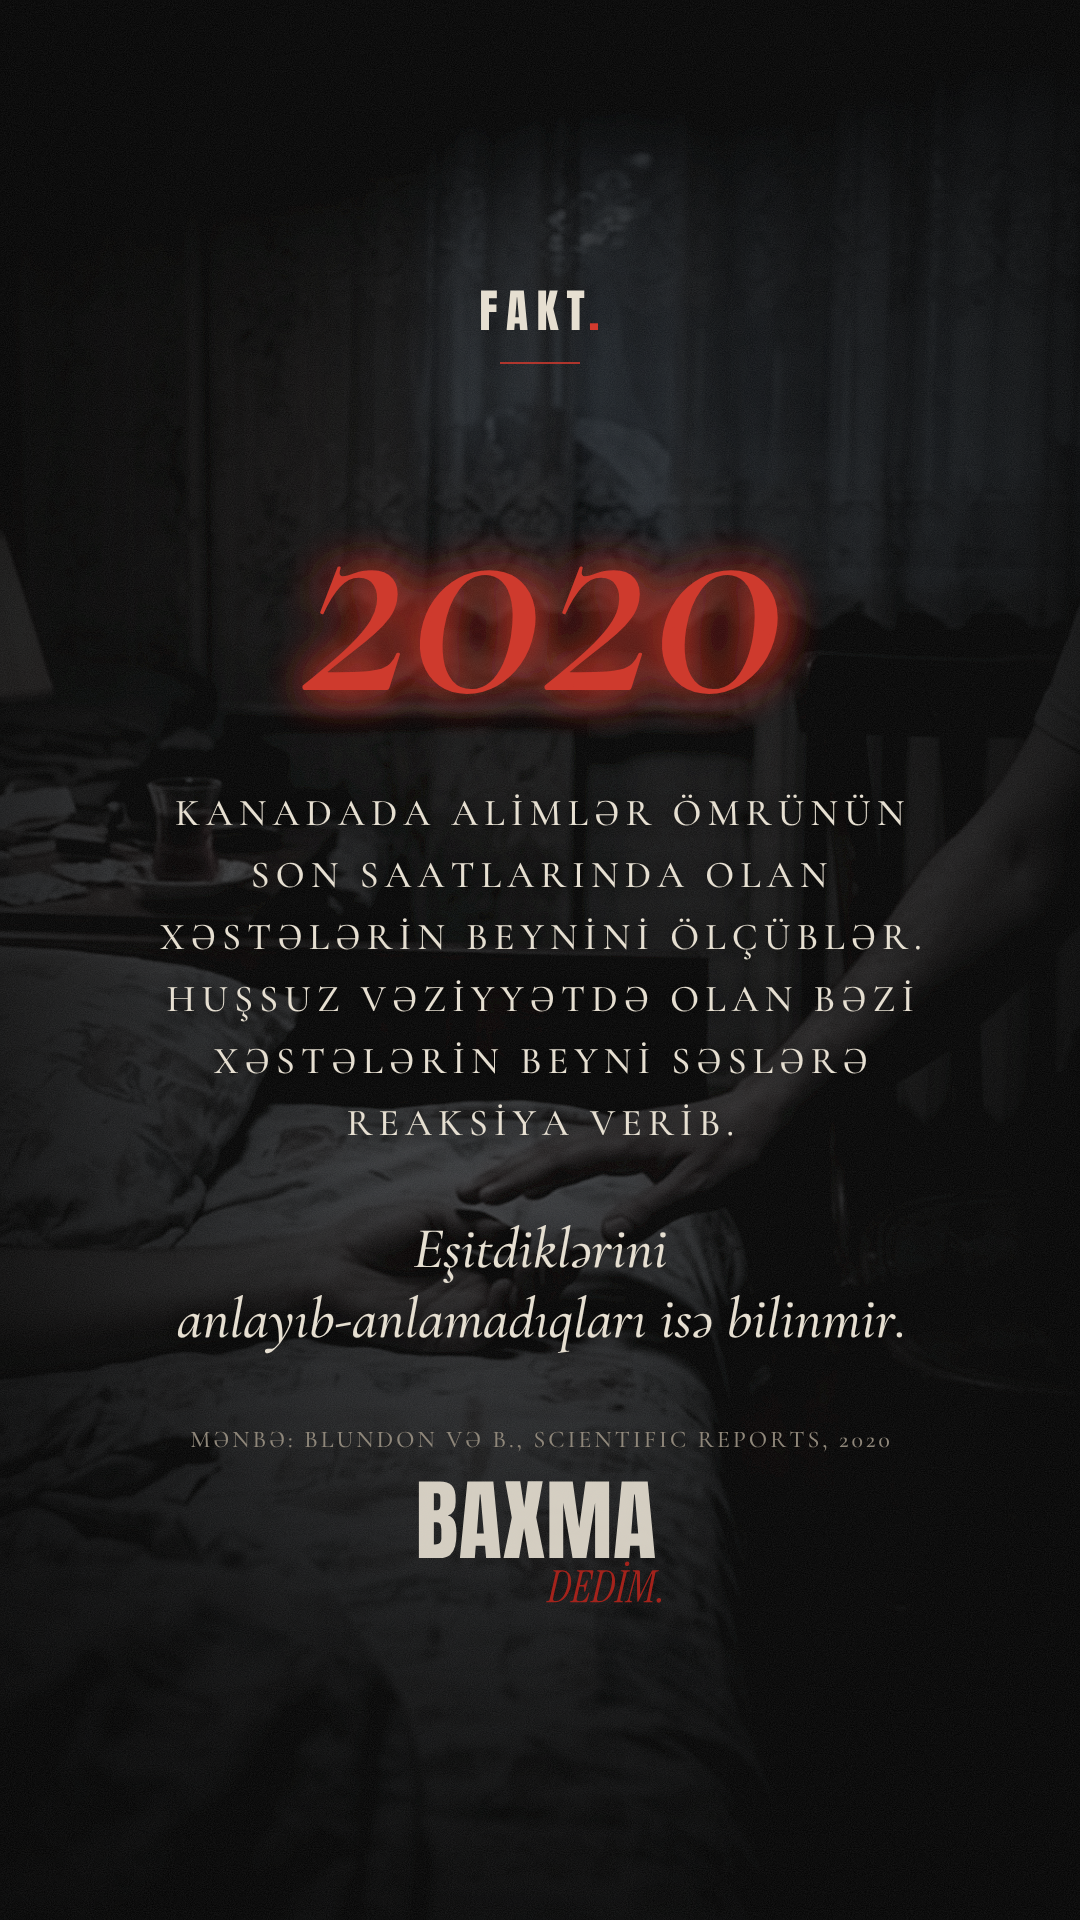 FAKT.
2020
KANADADA ALİMLƏR ÖMRÜNÜN
SON SAATLARINDA OLAN
XƏSTƏLƏRİN BEYNİNİ ÖLÇÜBLƏR.
HUŞSUZ VƏZİYYƏTDƏ OLAN BƏZİ
XƏSTƏLƏRİN BEYNİ SƏSLƏRƏ
REAKSİYA VERİB.
Eşitdiklərini
anlayıb-anlamadıqları isə bilinmir.
MƏNBƏ: BLUNDON VƏ B., SCIENTIFIC REPORTS, 2020
BAXMA
DEDİM.